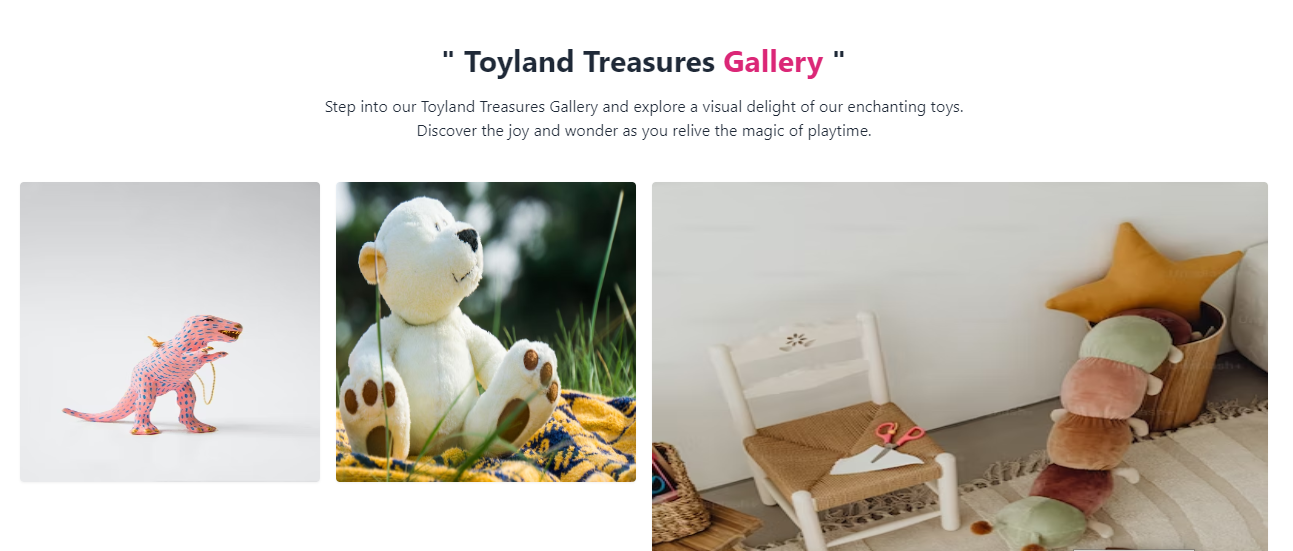 " Toyland Treasures Gallery "
Step into our Toyland Treasures Gallery and explore a visual delight of our enchanting toys.
Discover the joy and wonder as you relive the magic of playtime.